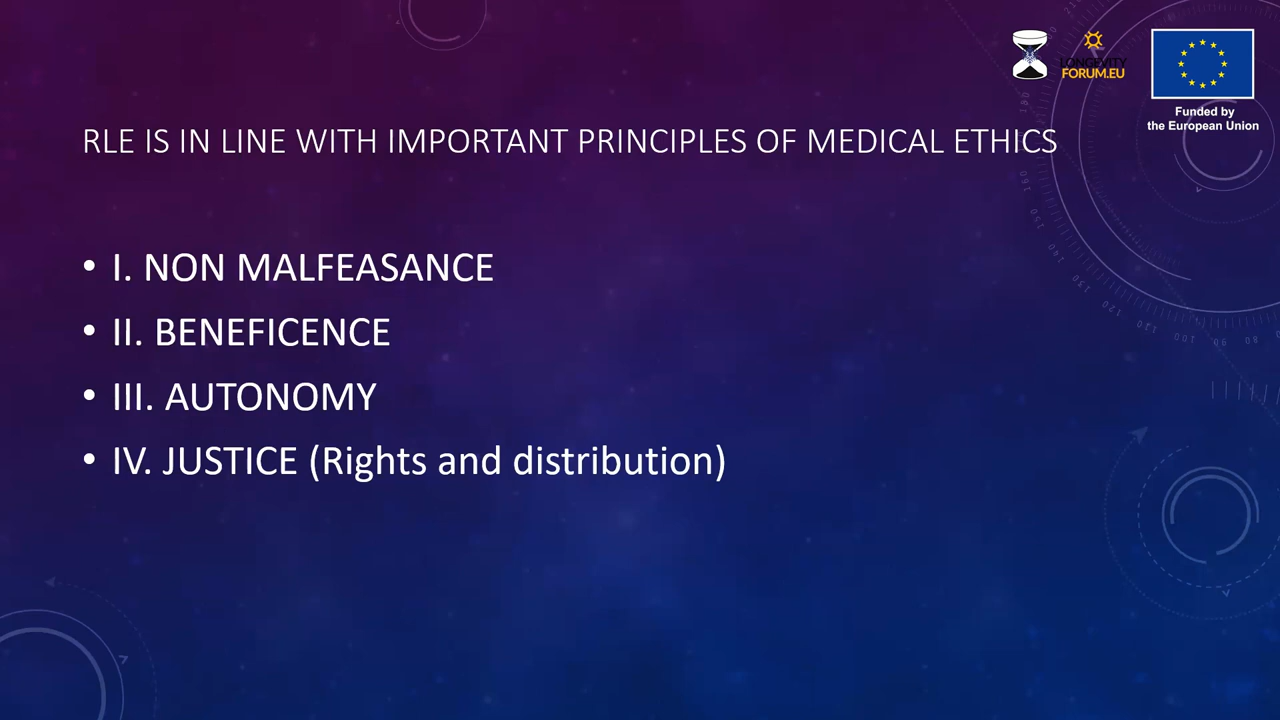 LONGEVITY
FORUM.EU
Funded by
the European Union
RLE IS IN LINE WITH IMPORTANT PRINCIPLES OF MEDICAL ETHICS
• I. NON MALFEASANCE
• II. BENEFICENCE
• III. AUTONOMY
• IV. JUSTICE (Rights and distribution)